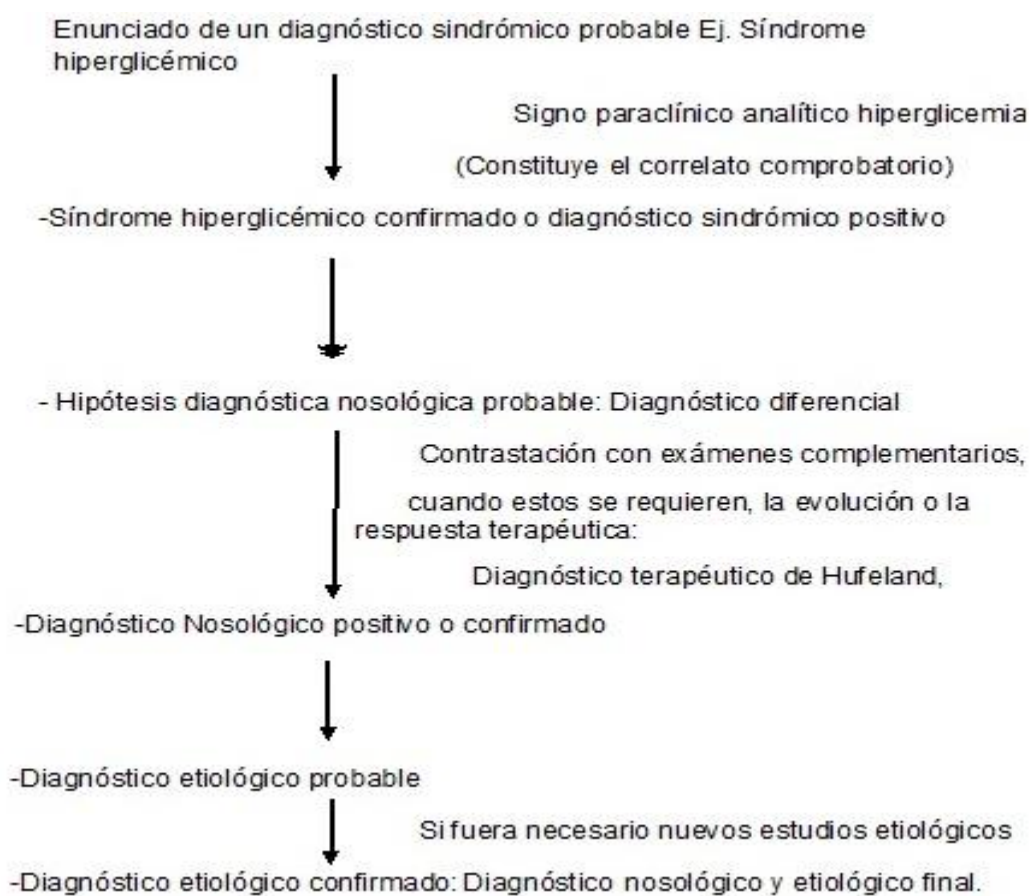 Enunciado de un diagnóstico sindrómico probable Ej. Síndrome
hiperglicémico
Signo paraclínico analítico hiperglicemia
(Constituye el correlato comprobatorio)
-Síndrome hiperglicémico confirmado o diagnóstico sindrómico positivo
- Hipótesis diagnóstica nosológica probable: Diagnóstico diferencial
Contrastación con exámenes complementarios,
cuando estos se requieren, la evolución o la
respuesta terapéutica:
Diagnóstico terapéutico de Hufeland,
-Diagnóstico Nosológico positivo o confirmado
-Diagnóstico etiológico probable
Si fuera necesario nuevos estudios etiológicos
-Diagnóstico etiológico confirmado: Diagnóstico nosológico y etiológico final.